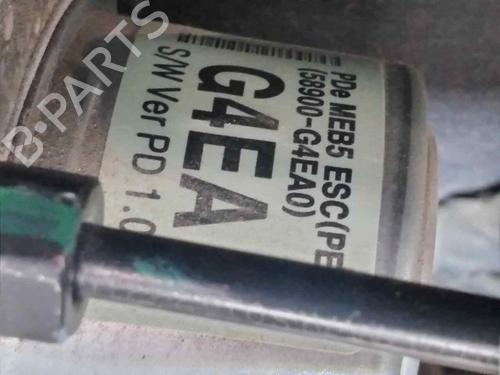 PDe MEB5 ESC(PE
(58900-G4EA0)
G4EA
S/W Ver PD 1.0
B-PARTS